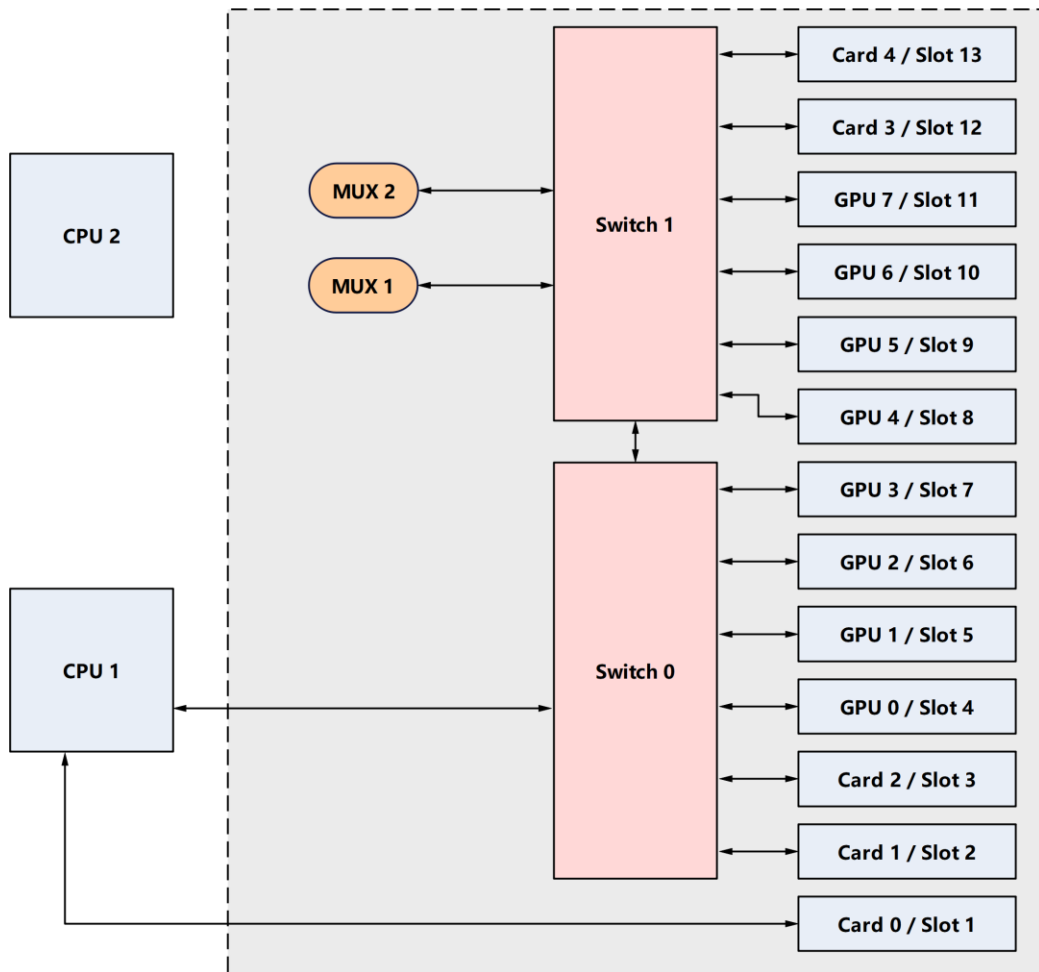 Card 4 / Slot 13
Card 3 / Slot 12
MUX 2
GPU 7 / Slot 11
CPU 2
Switch 1
GPU 6 / Slot 10
MUX 1
GPU 5 / Slot 9
GPU 4 / Slot 8
GPU 3 / Slot 7
GPU 2 / Slot 6
GPU 1 / Slot 5
CPU 1
Switch 0
GPU 0 / Slot 4
Card 2 / Slot 3
Card 1 / Slot 2
Card 0 / Slot 1